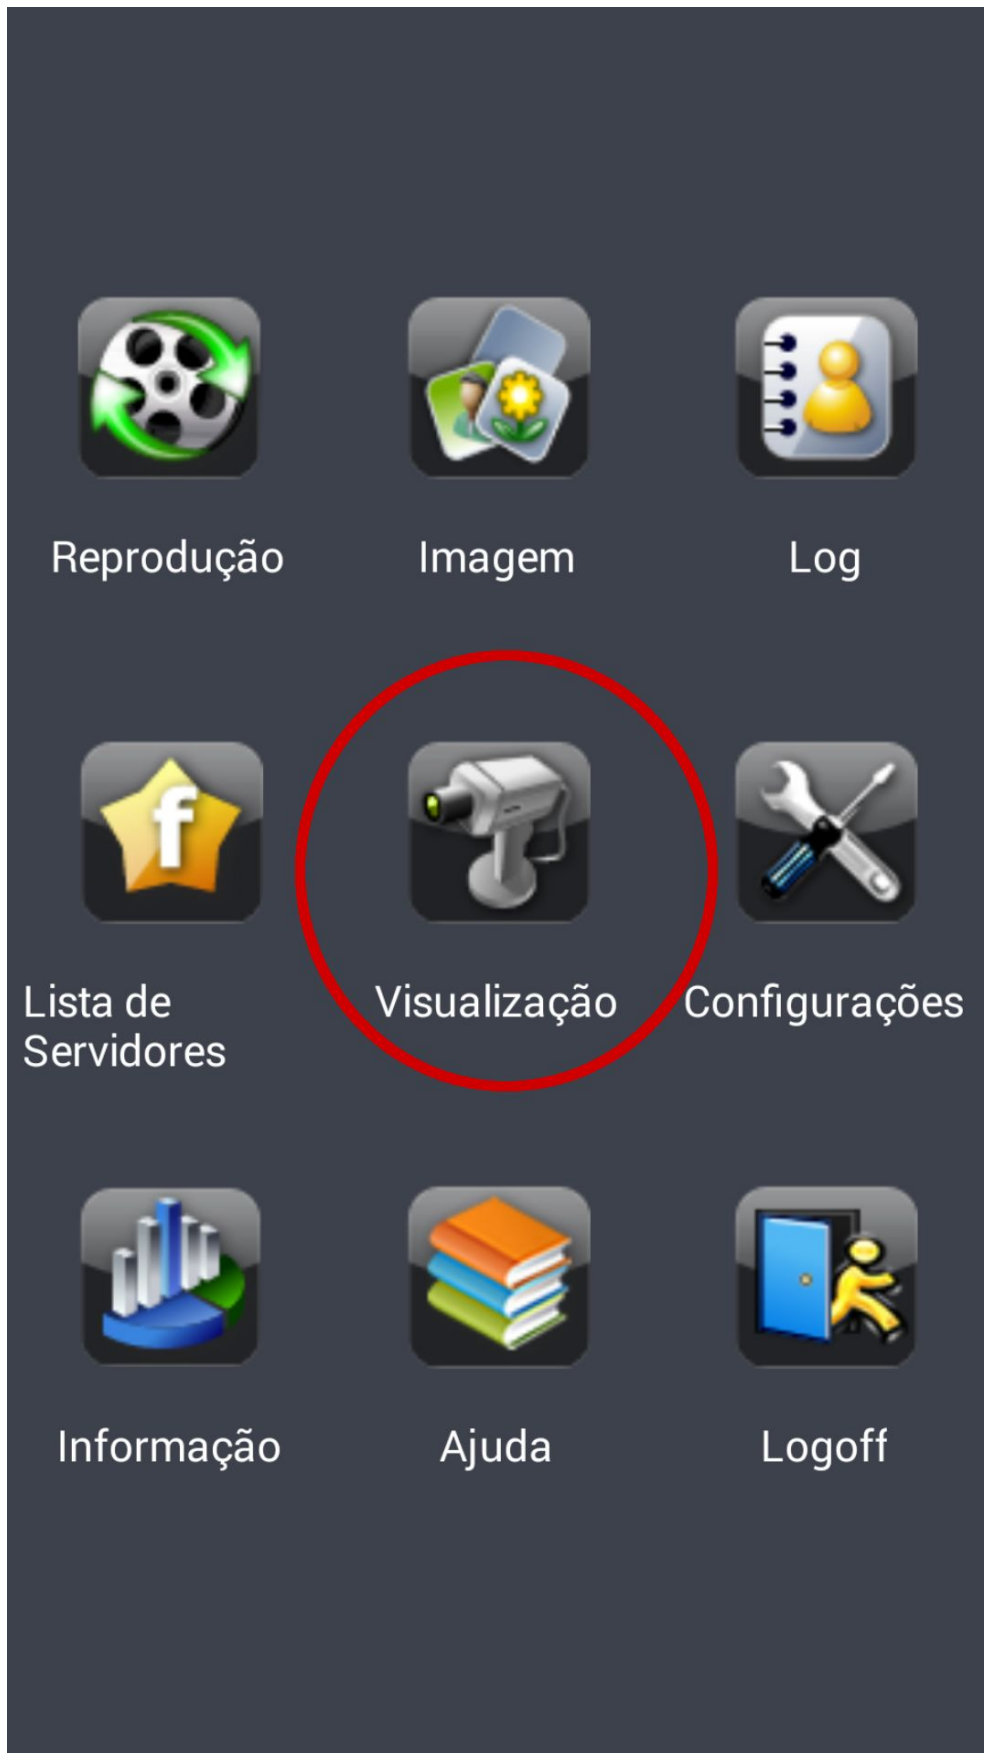 Reprodução
Imagem
Log
f
Lista de
Servidores
Visualização
Configurações
Informação
Ajuda
Logoff